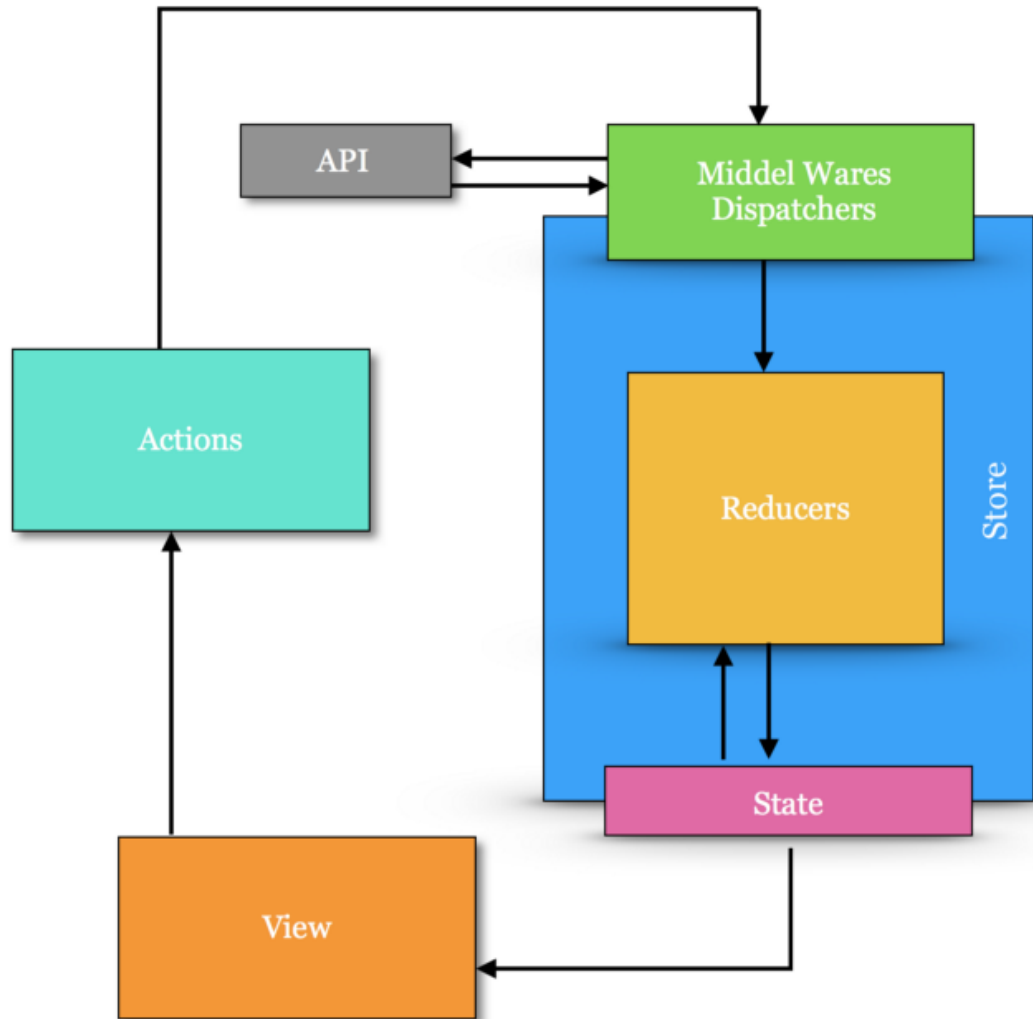 API
Middel Wares
Dispatchers
Actions
Reducers
Store
State
View